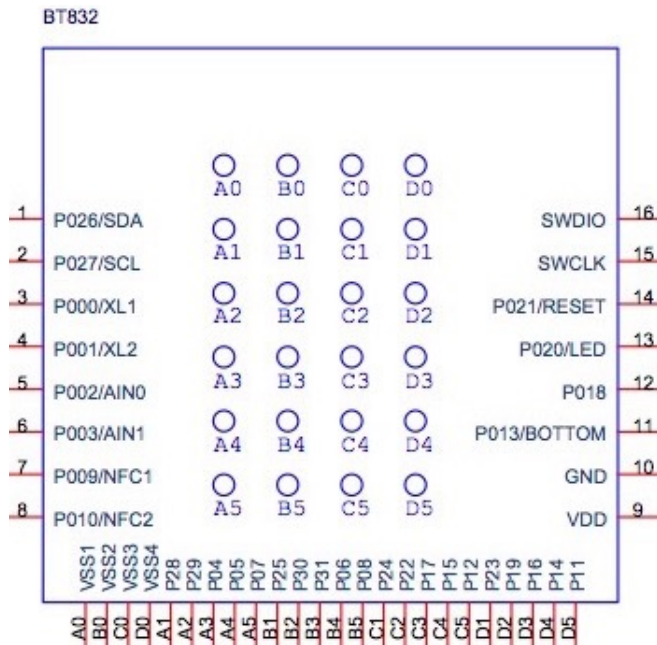 BT832
A0 B0 C0 D0
1 P026/SDA A1 B1 C1 D1 SWDIO 16
2 P027/SCL SWCLK 15
3 P000/XL1 A2 B2 C2 D2 P021/RESET 14
4 P001/XL2 P020/LED 13
5 P002/AIN0 A3 B3 C3 D3 P018 12
6 P003/AIN1 A4 B4 C4 D4 P013/BOTTOM 11
7 P009/NFC1 GND 10
8 P010/NFC2 A5 B5 C5 D5 VDD 9
VSS1 VSS2 VSS3 VSS4 P28 P29 P04 P05 P07 P25 P30 P31 P06 P08 P24 P22 P17 P15 P12 P23 P19 P16 P14 P11
A0 B0 C0 D0 A1 A2 A3 A4 A5 B1 B2 B3 B4 B5 C1 C2 C3 C4 C5 D1 D2 D3 D4 D5